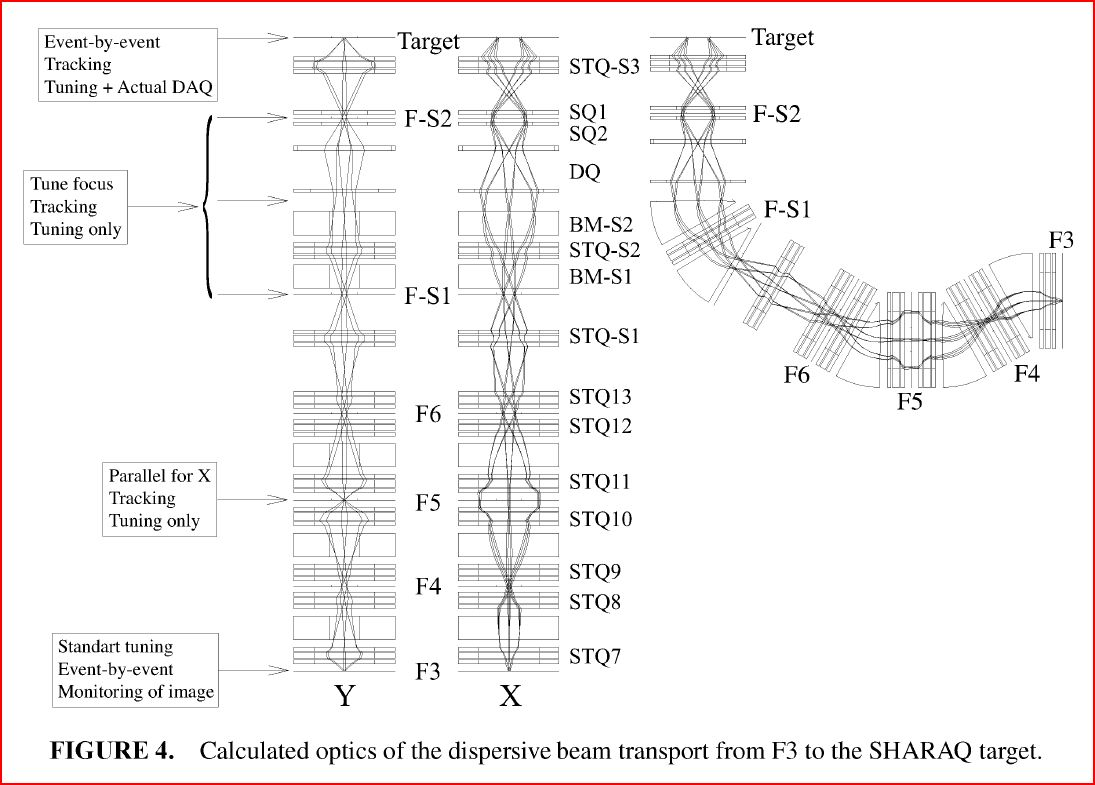 Event-by-event
Tracking
Tuning + Actual DAQ
Tune focus
Tracking
Tuning only
Parallel for X
Tracking
Tuning only
Standart tuning
Event-by-event
Monitoring of image
Target
F-S2
F-S1
F6
F5
F4
F3
Y
X
STQ-S3
SQ1
SQ2
DQ
BM-S2
STQ-S2
BM-S1
STQ-S1
STQ13
STQ12
STQ11
STQ10
STQ9
STQ8
STQ7
Target
F-S2
F-S1
F3
F6
F5
F4
FIGURE 4. Calculated optics of the dispersive beam transport from F3 to the SHARAQ target.